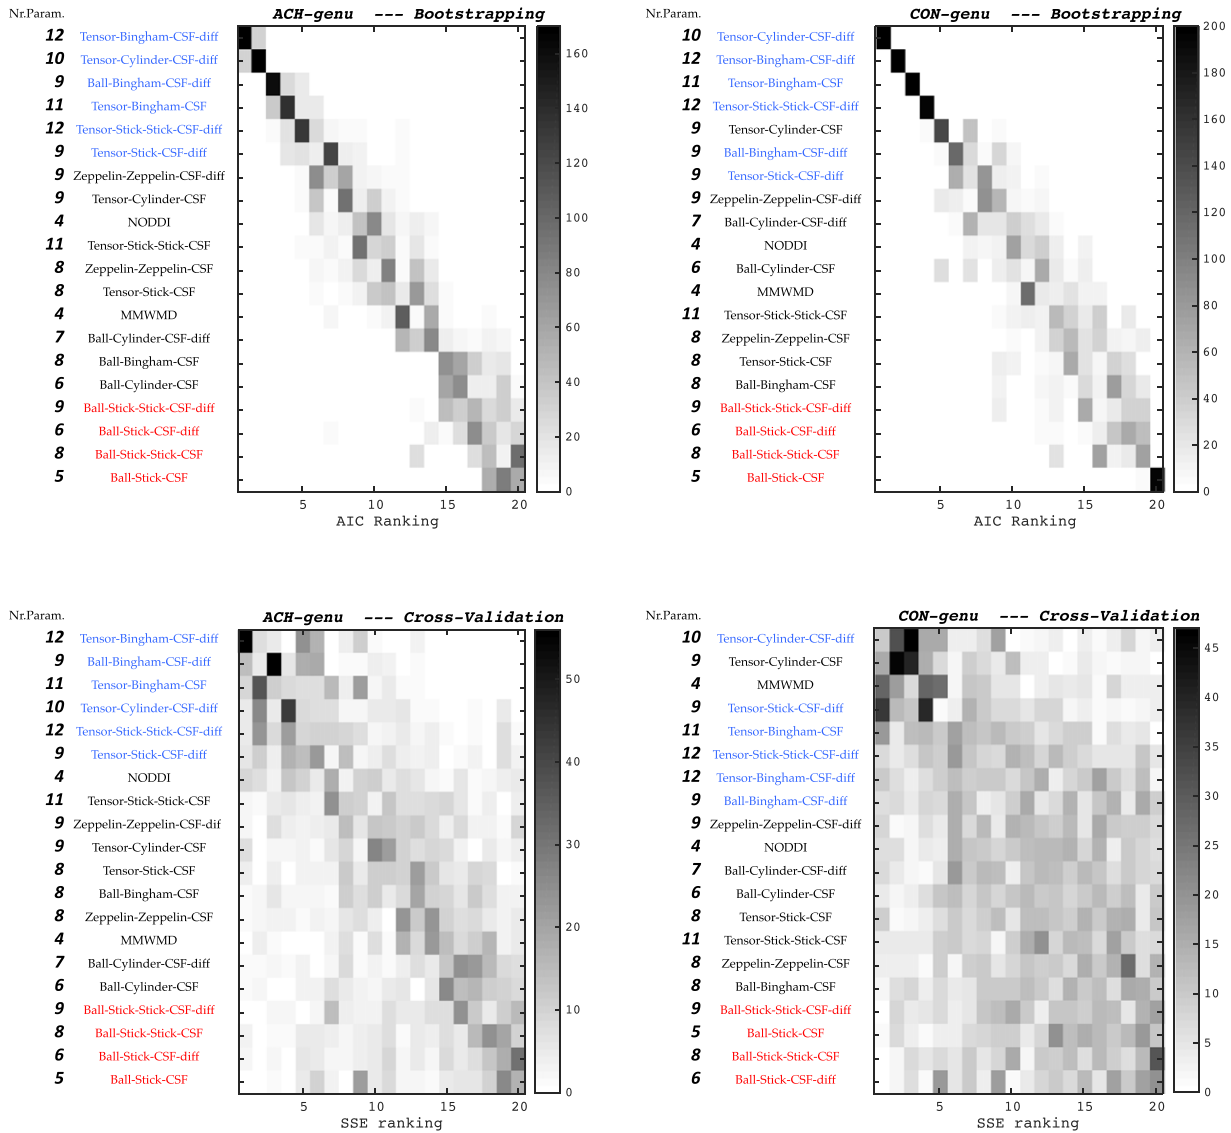 Nr.Param. ACH-genu --- Bootstrapping
12 Tensor-Bingham-CSF-diff
10 Tensor-Cylinder-CSF-diff
9 Ball-Bingham-CSF-diff
11 Tensor-Bingham-CSF
12 Tensor-Stick-Stick-CSF-diff
9 Tensor-Stick-CSF-diff
9 Zeppelin-Zeppelin-CSF-diff
9 Tensor-Cylinder-CSF
4 NODDI
11 Tensor-Stick-Stick-CSF
8 Zeppelin-Zeppelin-CSF
8 Tensor-Stick-CSF
4 MMWMD
7 Ball-Cylinder-CSF-diff
8 Ball-Bingham-CSF
6 Ball-Cylinder-CSF
9 Ball-Stick-Stick-CSF-diff
6 Ball-Stick-CSF-diff
8 Ball-Stick-Stick-CSF
5 Ball-Stick-CSF
5 10 15 20
AIC Ranking
160
140
120
100
80
60
40
20
0
Nr.Param. CON-genu --- Bootstrapping
10 Tensor-Cylinder-CSF-diff
12 Tensor-Bingham-CSF-diff
11 Tensor-Bingham-CSF
12 Tensor-Stick-Stick-CSF-diff
9 Tensor-Cylinder-CSF
9 Ball-Bingham-CSF-diff
9 Tensor-Stick-CSF-diff
9 Zeppelin-Zeppelin-CSF-diff
7 Ball-Cylinder-CSF-diff
4 NODDI
6 Ball-Cylinder-CSF
4 MMWMD
11 Tensor-Stick-Stick-CSF
8 Zeppelin-Zeppelin-CSF
8 Tensor-Stick-CSF
8 Ball-Bingham-CSF
9 Ball-Stick-Stick-CSF-diff
6 Ball-Stick-CSF-diff
8 Ball-Stick-Stick-CSF
5 Ball-Stick-CSF
5 10 15 20
AIC Ranking
200
180
160
140
120
100
80
60
40
20
0
Nr.Param. ACH-genu --- Cross-Validation
12 Tensor-Bingham-CSF-diff
9 Ball-Bingham-CSF-diff
11 Tensor-Bingham-CSF
10 Tensor-Cylinder-CSF-diff
12 Tensor-Stick-Stick-CSF-diff
9 Tensor-Stick-CSF-diff
4 NODDI
11 Tensor-Stick-Stick-CSF
9 Zeppelin-Zeppelin-CSF-dif
9 Tensor-Cylinder-CSF
8 Tensor-Stick-CSF
8 Ball-Bingham-CSF
8 Zeppelin-Zeppelin-CSF
4 MMWMD
7 Ball-Cylinder-CSF-diff
6 Ball-Cylinder-CSF
9 Ball-Stick-Stick-CSF-diff
8 Ball-Stick-Stick-CSF
6 Ball-Stick-CSF-diff
5 Ball-Stick-CSF
5 10 15 20
SSE ranking
50
40
30
20
10
0
Nr.Param. CON-genu --- Cross-Validation
10 Tensor-Cylinder-CSF-diff
9 Tensor-Cylinder-CSF
4 MMWMD
9 Tensor-Stick-CSF-diff
11 Tensor-Bingham-CSF
12 Tensor-Stick-Stick-CSF-diff
12 Tensor-Bingham-CSF-diff
9 Ball-Bingham-CSF-diff
9 Zeppelin-Zeppelin-CSF-diff
4 NODDI
7 Ball-Cylinder-CSF-diff
6 Ball-Cylinder-CSF
8 Tensor-Stick-CSF
11 Tensor-Stick-Stick-CSF
8 Zeppelin-Zeppelin-CSF
8 Ball-Bingham-CSF
9 Ball-Stick-Stick-CSF-diff
5 Ball-Stick-CSF
8 Ball-Stick-Stick-CSF
6 Ball-Stick-CSF-diff
5 10 15 20
SSE ranking
45
40
35
30
25
20
15
10
5
0